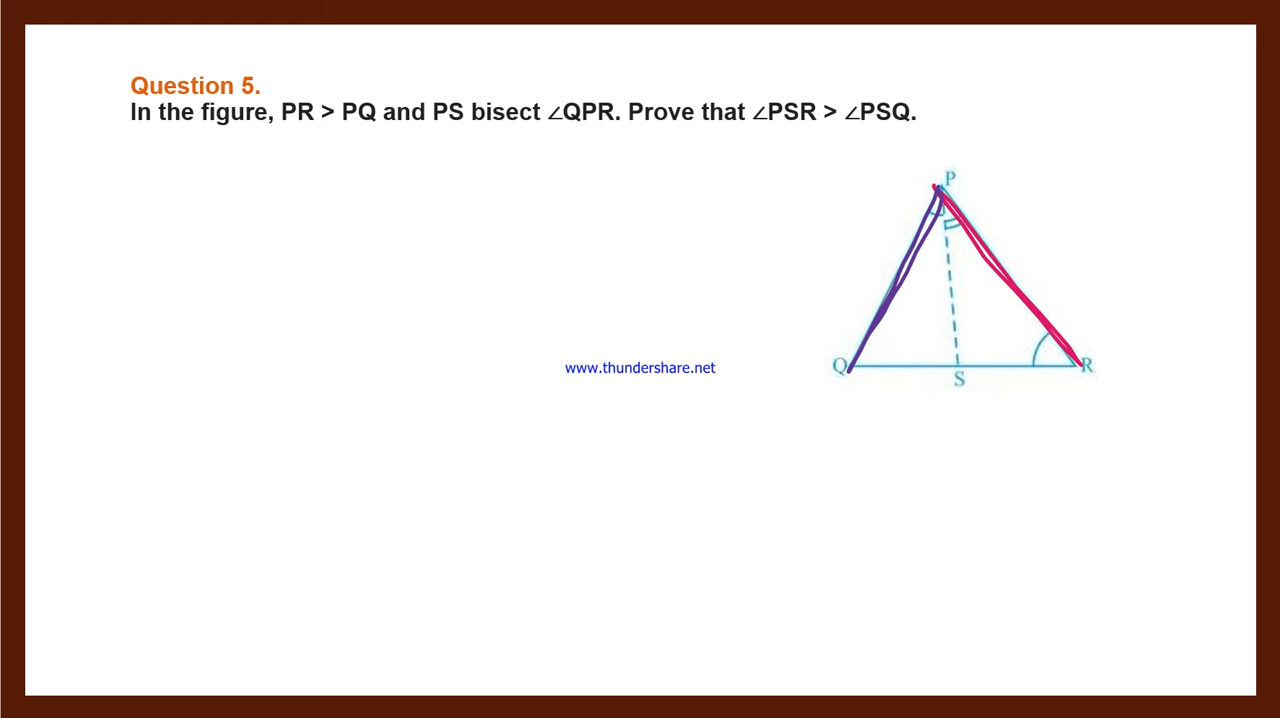 Question 5.
In the figure, PR > PQ and PS bisect ∠QPR. Prove that ∠PSR > ∠PSQ.
P
www.thundershare.net
Q
R
S